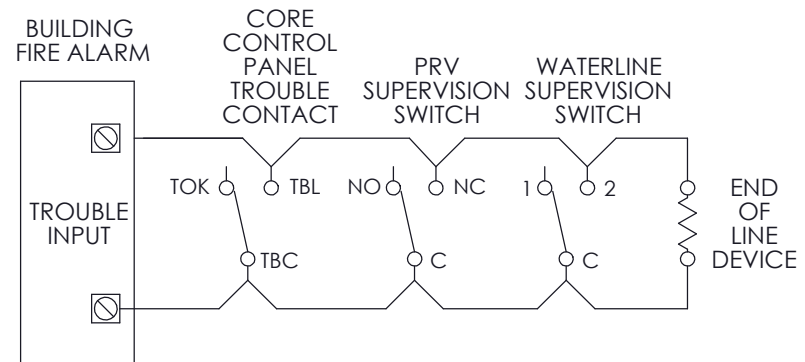 BUILDING
FIRE ALARM
CORE
CONTROL
PANEL
TROUBLE
CONTACT
PRV
SUPERVISION
SWITCH
WATERLINE
SUPERVISION
SWITCH
TOK
TBL
NO
NC
1
2
TROUBLE
INPUT
TBC
C
C
END
OF
LINE
DEVICE